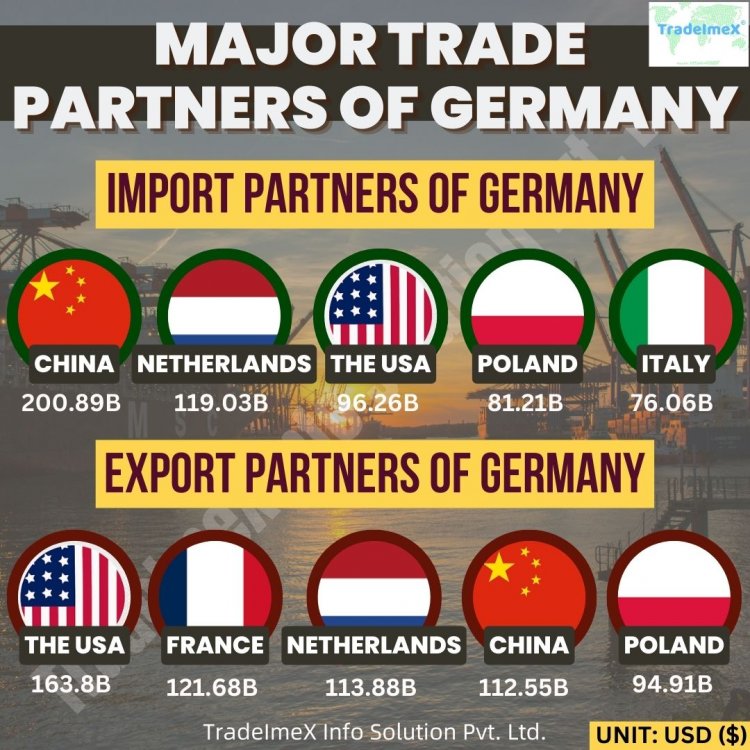 TradeImeX
MAJOR TRADE
PARTNERS OF GERMANY
IMPORT PARTNERS OF GERMANY
CHINA NETHERLANDS THE USA POLAND ITALY
200.89B 119.03B 96.26B 81.21B 76.06B
M S C
EXPORT PARTNERS OF GERMANY
THE USA FRANCE NETHERLANDS CHINA POLAND
163.8B 121.68B 113.88B 112.55B 94.91B
TradeImeX Info Solution Pvt. Ltd.
UNIT: USD ($)